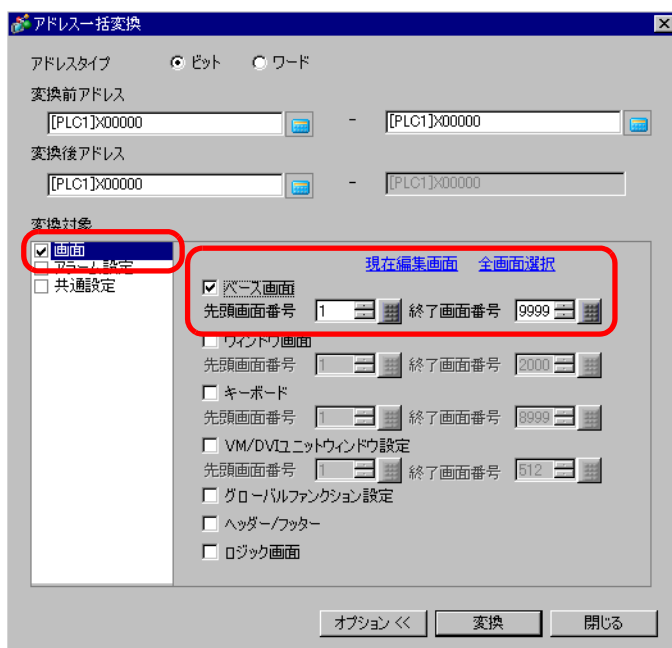 アドレス一括変換
アドレスタイプ ビット ワード
変換前アドレス
[PLC1]X00000 - [PLC1]X00000
変換後アドレス
[PLC1]X00000 - [PLC1]X00000
変換対象
画面
アラーム設定
共通設定
現在編集画面 全画面選択
ベース画面
先頭画面番号 1 終了画面番号 9999
ウィンドウ画面
先頭画面番号 1 終了画面番号 2000
キーボード
先頭画面番号 1 終了画面番号 8999
VM/DVIユニットウィンドウ設定
先頭画面番号 1 終了画面番号 512
グローバルファンクション設定
ヘッダー/フッター
ロジック画面
オプション << 変換 閉じる